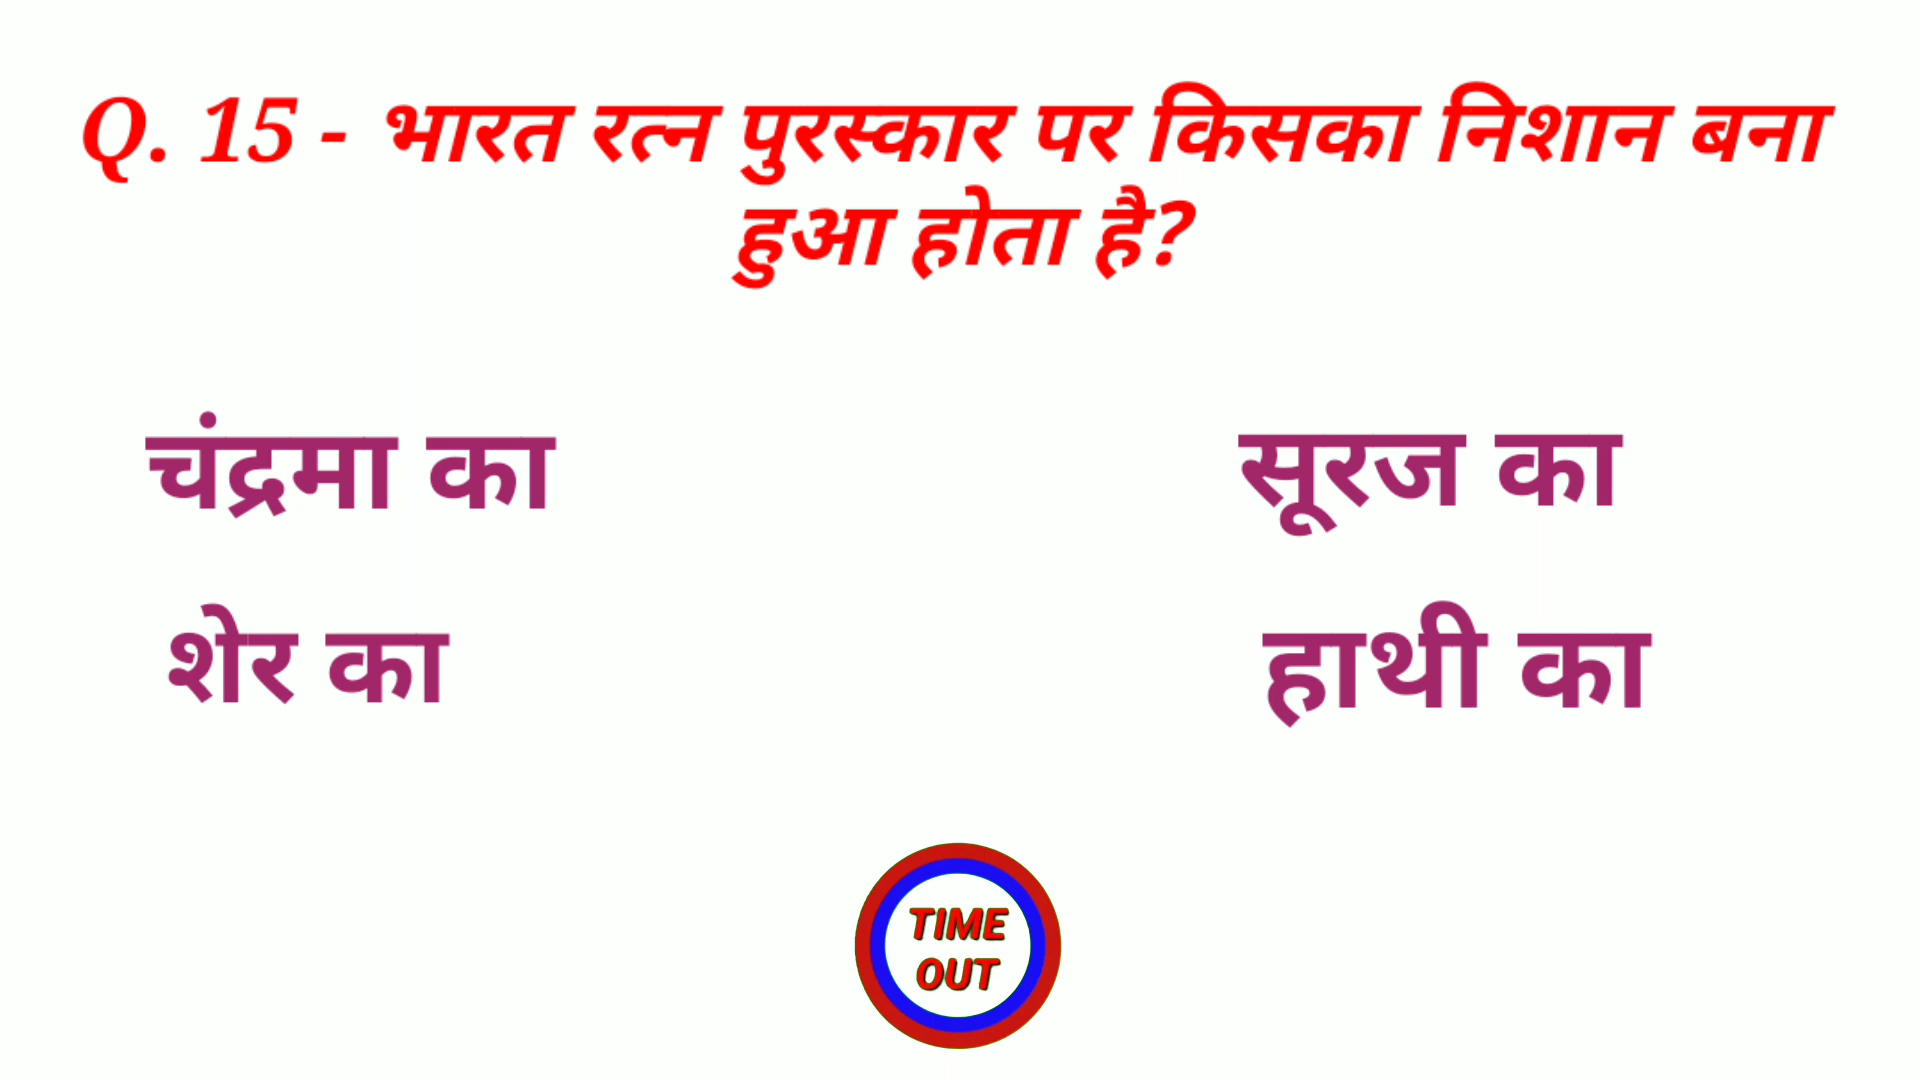 Q. 15 - भारत रत्न पुरस्कार पर किसका निशान बना
हुआ होता है?
चंद्रमा का
सूरज का
शेर का
हाथी का
TIME
OUT